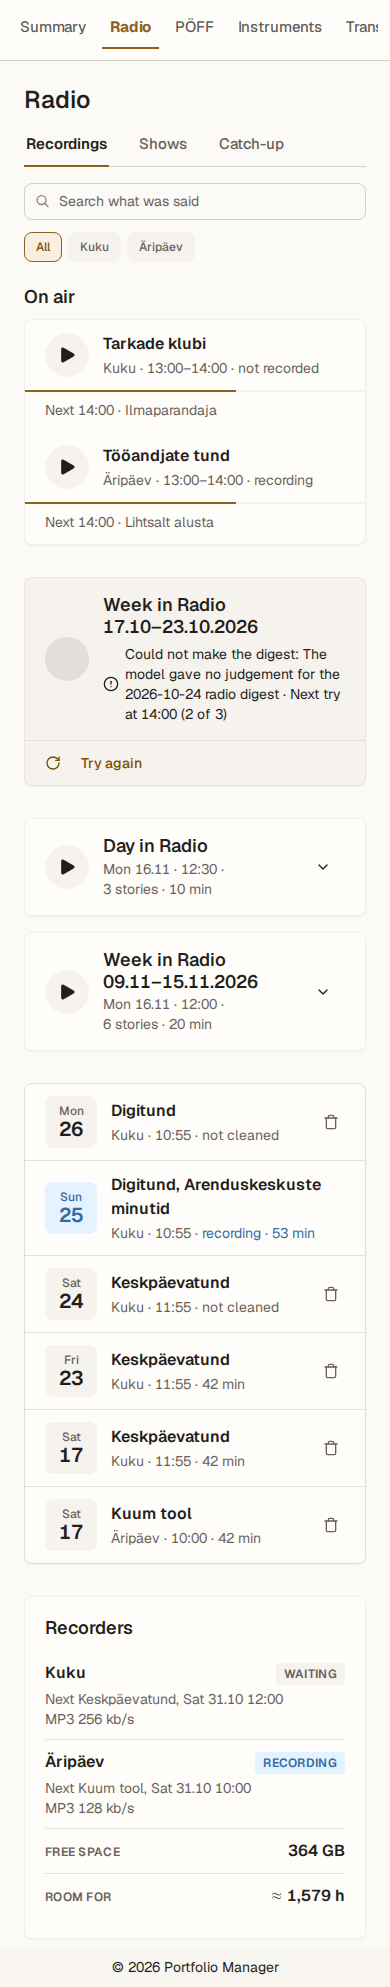 Summary Radio PÖFF Instruments Trans
Radio
Recordings Shows Catch-up
Search what was said
All Kuku Äripäev
On air
Tarkade klubi
Kuku · 13:00–14:00 · not recorded
Next 14:00 · Ilmaparandaja
Tööandjate tund
Äripäev · 13:00–14:00 · recording
Next 14:00 · Lihtsalt alusta
Week in Radio
17.10–23.10.2026
Could not make the digest: The
model gave no judgement for the
2026-10-24 radio digest · Next try
at 14:00 (2 of 3)
Try again
Day in Radio
Mon 16.11 · 12:30 ·
3 stories · 10 min
Week in Radio
09.11–15.11.2026
Mon 16.11 · 12:00 ·
6 stories · 20 min
Mon
26
Digitund
Kuku · 10:55 · not cleaned
Sun
25
Digitund, Arenduskeskuste
minutid
Kuku · 10:55 · recording · 53 min
Sat
24
Keskpäevatund
Kuku · 11:55 · not cleaned
Fri
23
Keskpäevatund
Kuku · 11:55 · 42 min
Sat
17
Keskpäevatund
Kuku · 11:55 · 42 min
Sat
17
Kuum tool
Äripäev · 10:00 · 42 min
Recorders
Kuku WAITING
Next Keskpäevatund, Sat 31.10 12:00
MP3 256 kb/s
Äripäev RECORDING
Next Kuum tool, Sat 31.10 10:00
MP3 128 kb/s
FREE SPACE 364 GB
ROOM FOR ≈ 1,579 h
© 2026 Portfolio Manager